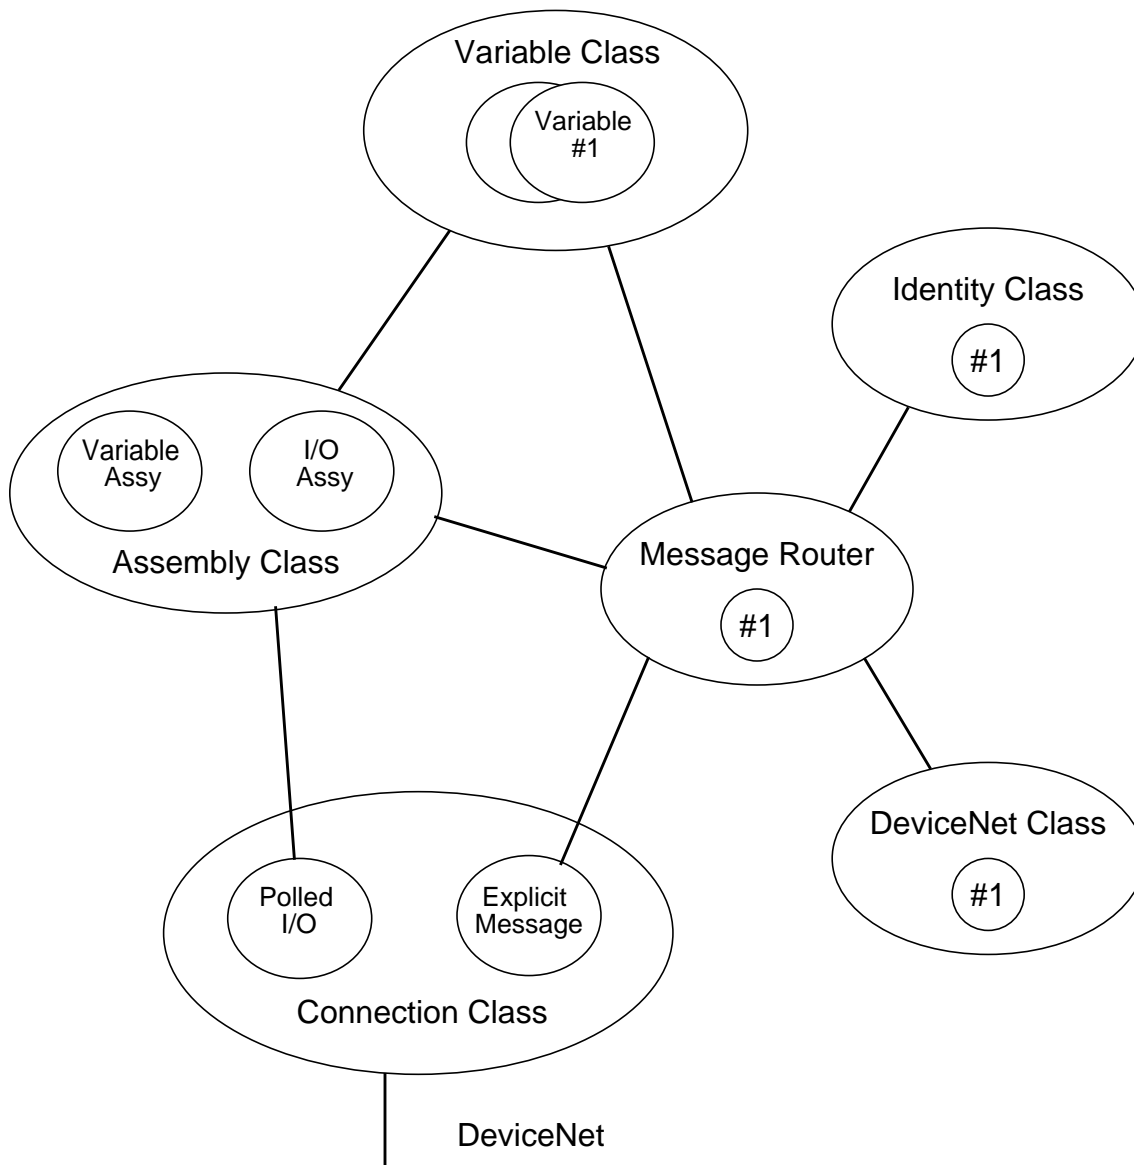 Variable Class
Variable
#1
Identity Class
#1
Variable
Assy
I/O
Assy
Assembly Class
Message Router
#1
DeviceNet Class
#1
Polled
I/O
Explicit
Message
Connection Class
DeviceNet